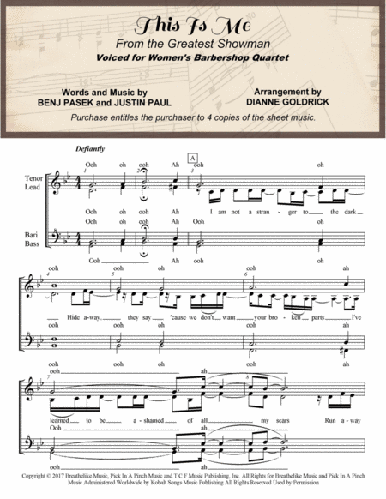 This Is Me
From the Greatest Showman
Voiced for Women's Barbershop Quartet
Words and Music by
BENJ PASEK and JUSTIN PAUL
Arrangement by
DIANNE GOLDRICK
Purchase entitles the purchaser to 4 copies of the sheet music.
Defiantly
A
Ooh oh ooh Ah ooh ah
Tenor
Lead
Ooh oh ooh Ah I am not a stran - ger to the dark
Ooh oh ooh Ah Ooh ah
Bari
Bass
ooh
ooh ooh ah
Hide a-way, they say 'cause we don't want your bro - ken parts I've
ooh ooh ah
ooh ooh ah
learned to be a - shamed of all my scars Run a-way
ooh ah
Copyright © 2017 Breathelike Music, Pick In A Pinch Music and T C F Music Publishing, Inc. All Rights for Breathelike Music and Pick in A Pinch
Music Administered Worldwide by Kobalt Songs Music Publishing All Rights Reserved Used by Permission